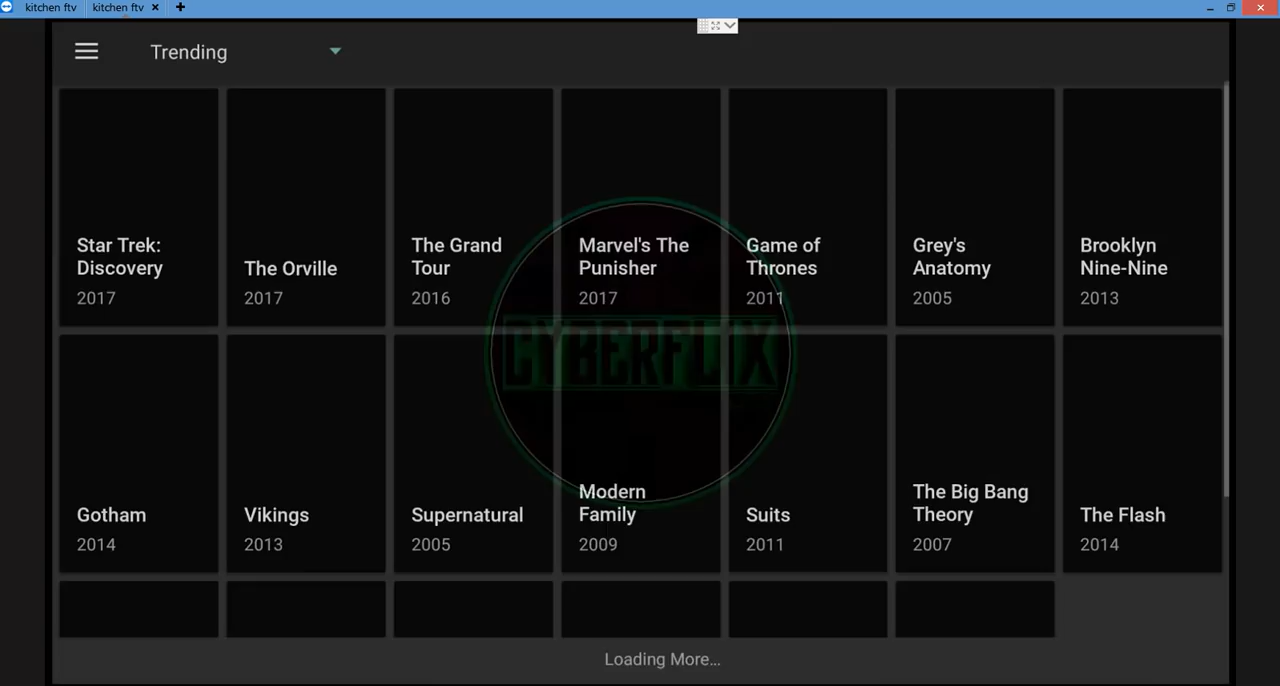 kitchen ftv
kitchen ftv
Trending
Star Trek:
Discovery
2017
The Orville
2017
The Grand
Tour
2016
Marvel's The
Punisher
2017
Game of
Thrones
2011
Grey's
Anatomy
2005
Brooklyn
Nine-Nine
2013
CYBERFLIX
Gotham
2014
Vikings
2013
Supernatural
2005
Modern
Family
2009
Suits
2011
The Big Bang
Theory
2007
The Flash
2014
Loading More...